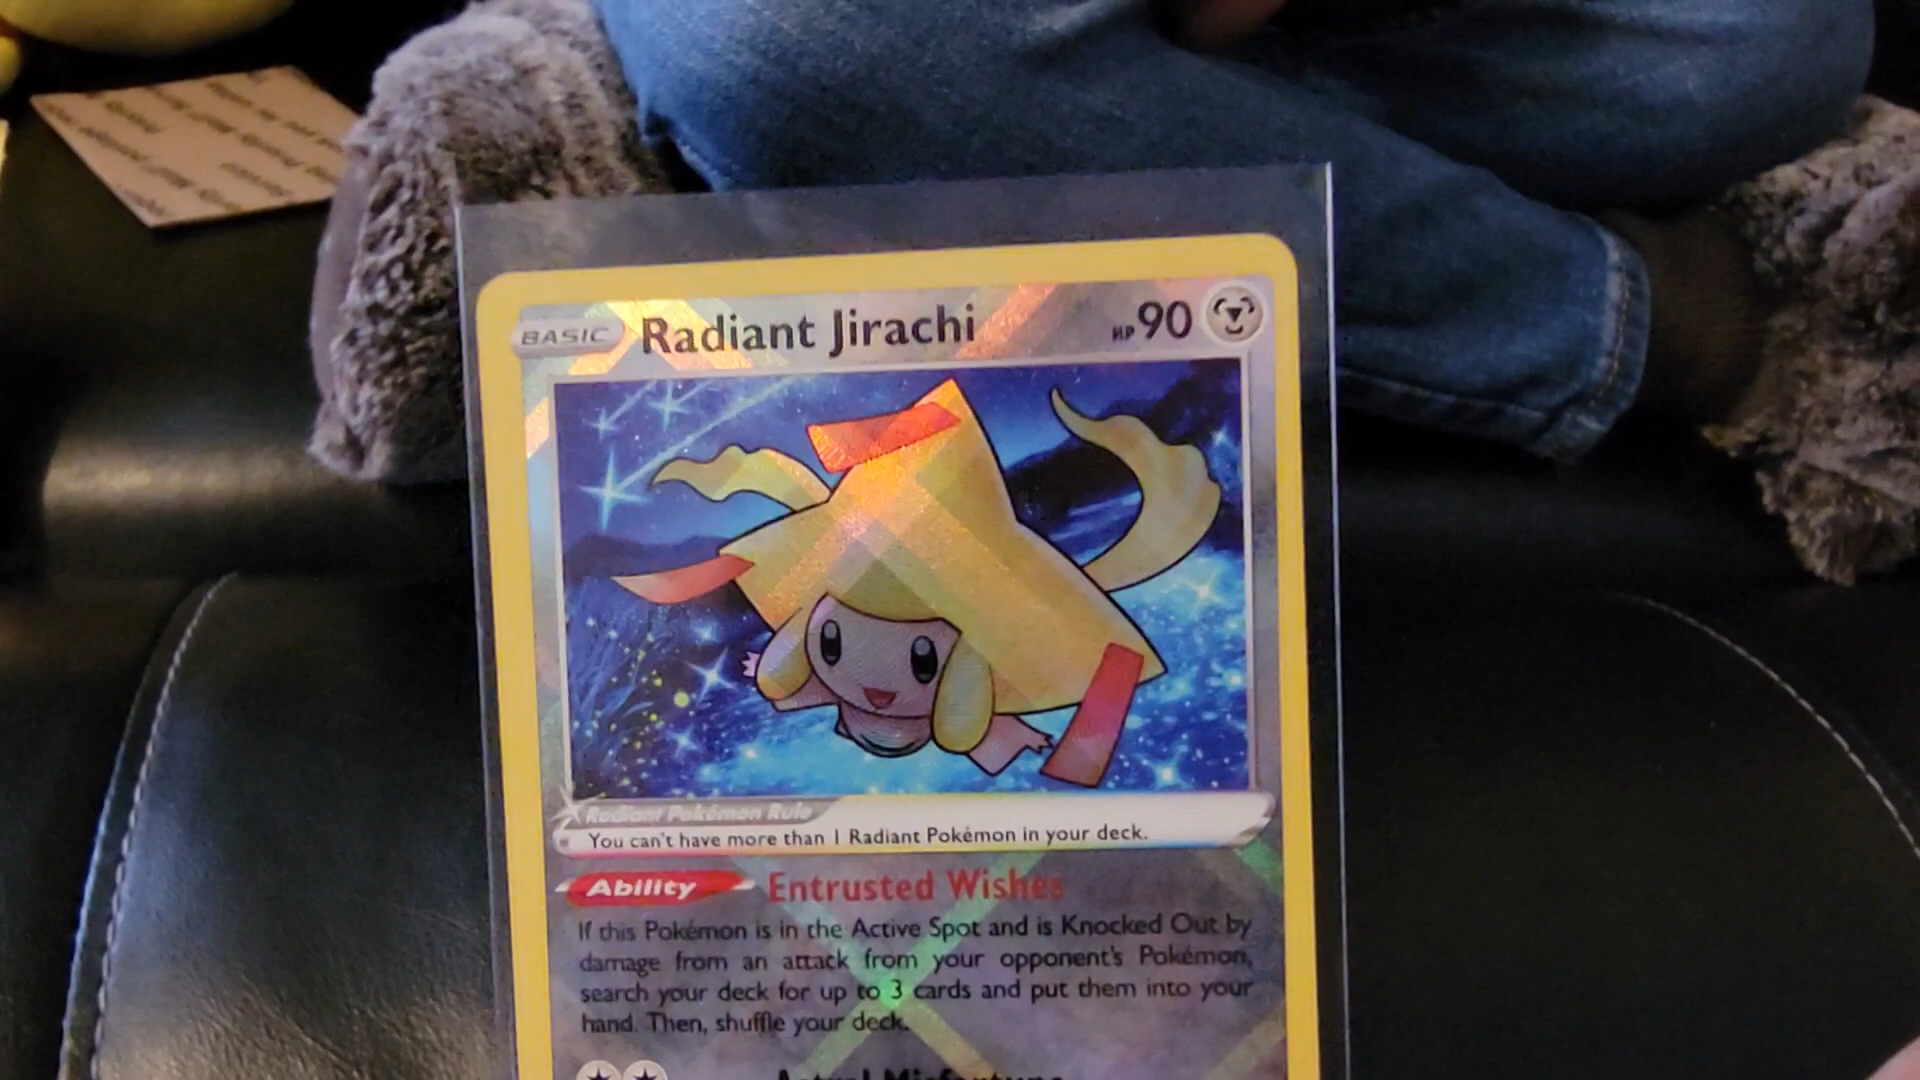 BASIC Radiant Jirachi HP 90
Radiant Pokémon Rule
You can't have more than 1 Radiant Pokémon in your deck.
Ability Entrusted Wishes
If this Pokémon is in the Active Spot and is Knocked Out by
damage from an attack from your opponent's Pokémon,
search your deck for up to 3 cards and put them into your
hand. Then, shuffle your deck.